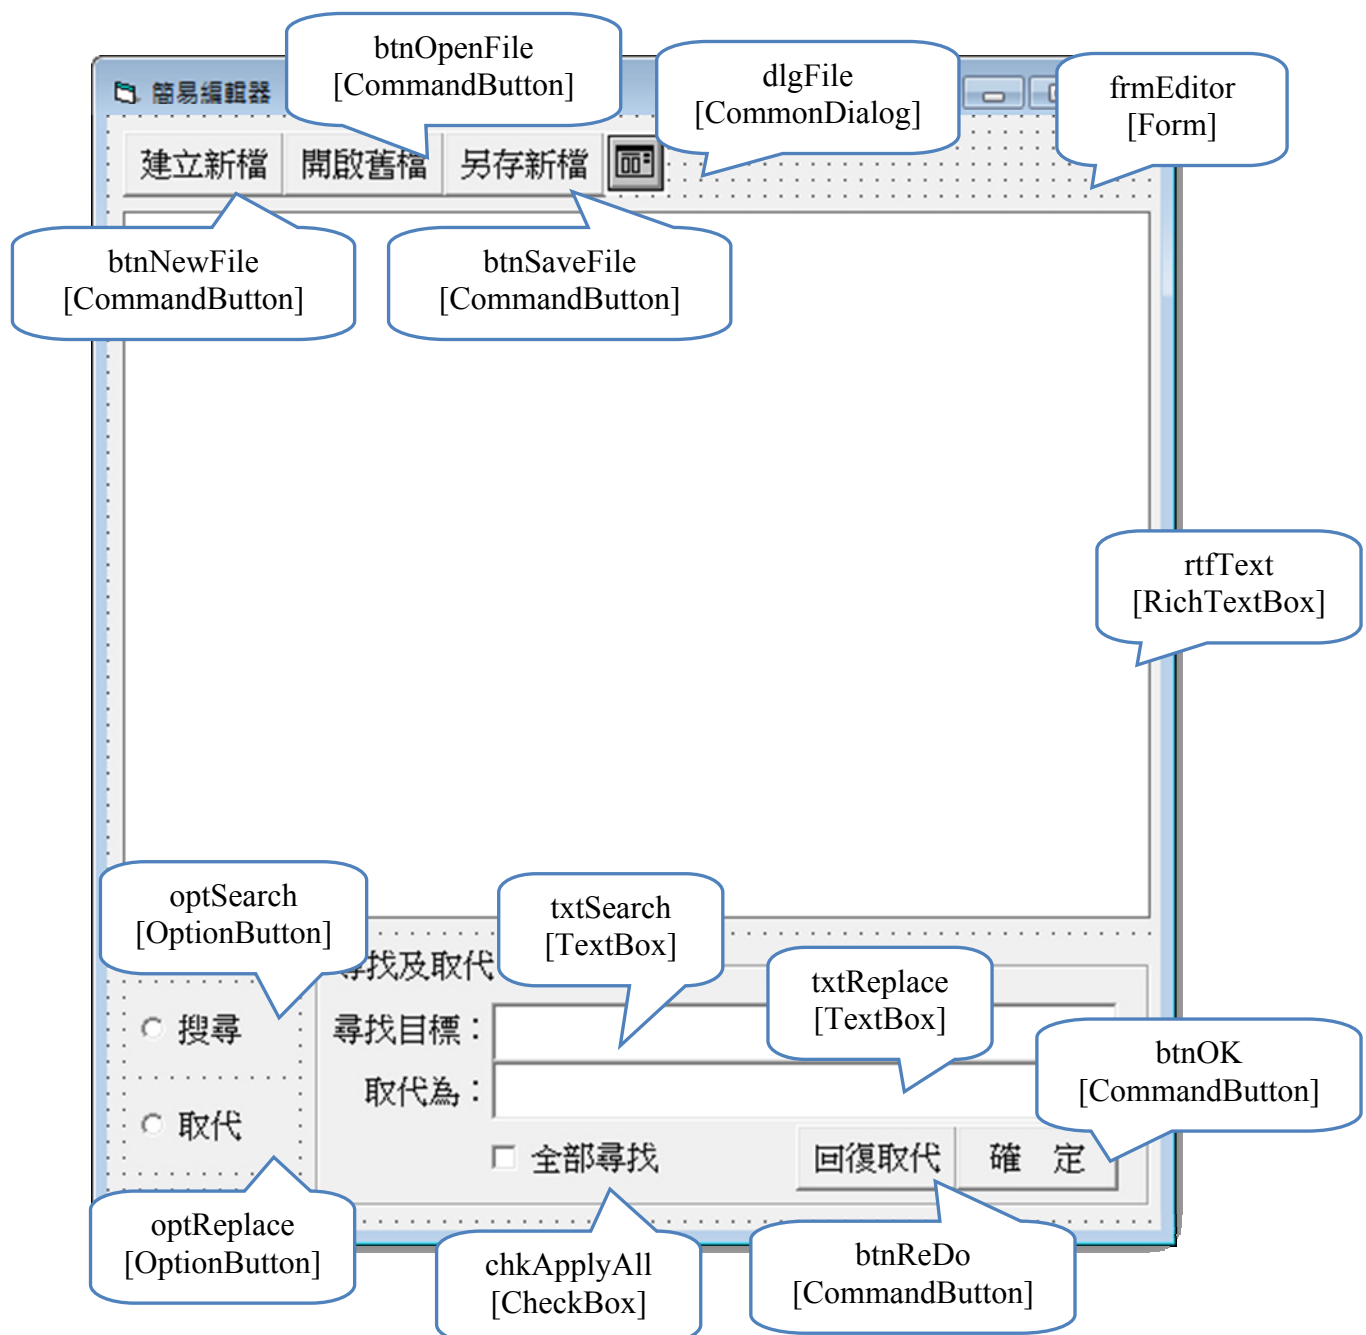 btnOpenFile
[CommandButton]
dlgFile
[CommonDialog]
frmEditor
[Form]
簡易編輯器
建立新檔
開啟舊檔
另存新檔
btnNewFile
[CommandButton]
btnSaveFile
[CommandButton]
rtfText
[RichTextBox]
optSearch
[OptionButton]
txtSearch
[TextBox]
尋找及取代
txtReplace
[TextBox]
搜尋
尋找目標：
btnOK
[CommandButton]
取代為：
取代
全部尋找
回復取代
確 定
optReplace
[OptionButton]
chkApplyAll
[CheckBox]
btnReDo
[CommandButton]